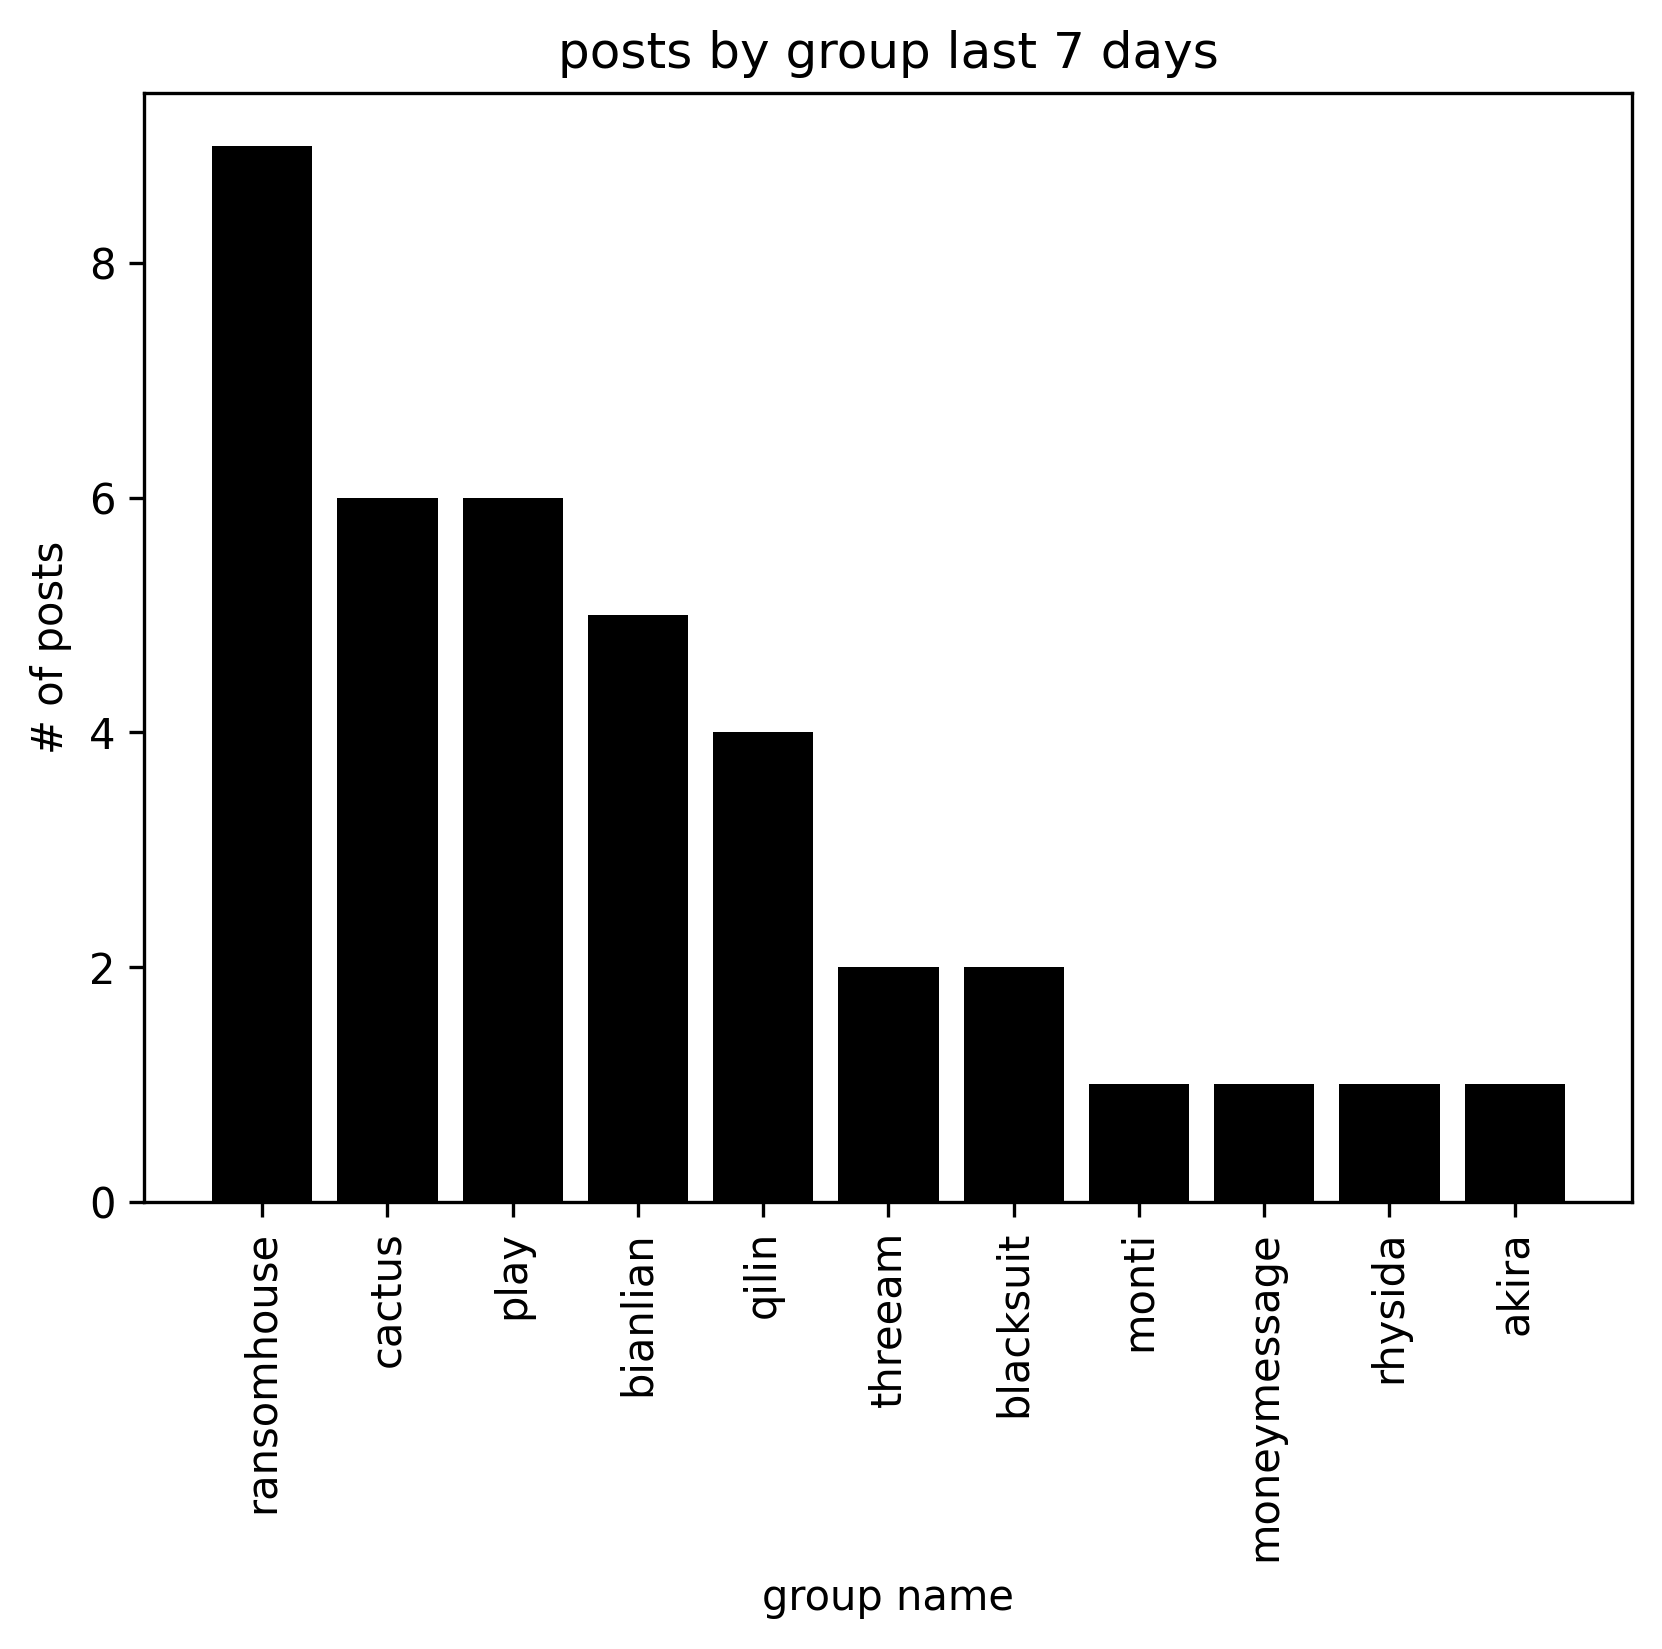 posts by group last 7 days
# of posts
8
6
4
2
0
ransomhouse
cactus
play
bianlian
qilin
threeam
blacksuit
monti
moneymessage
rhysida
akira
group name